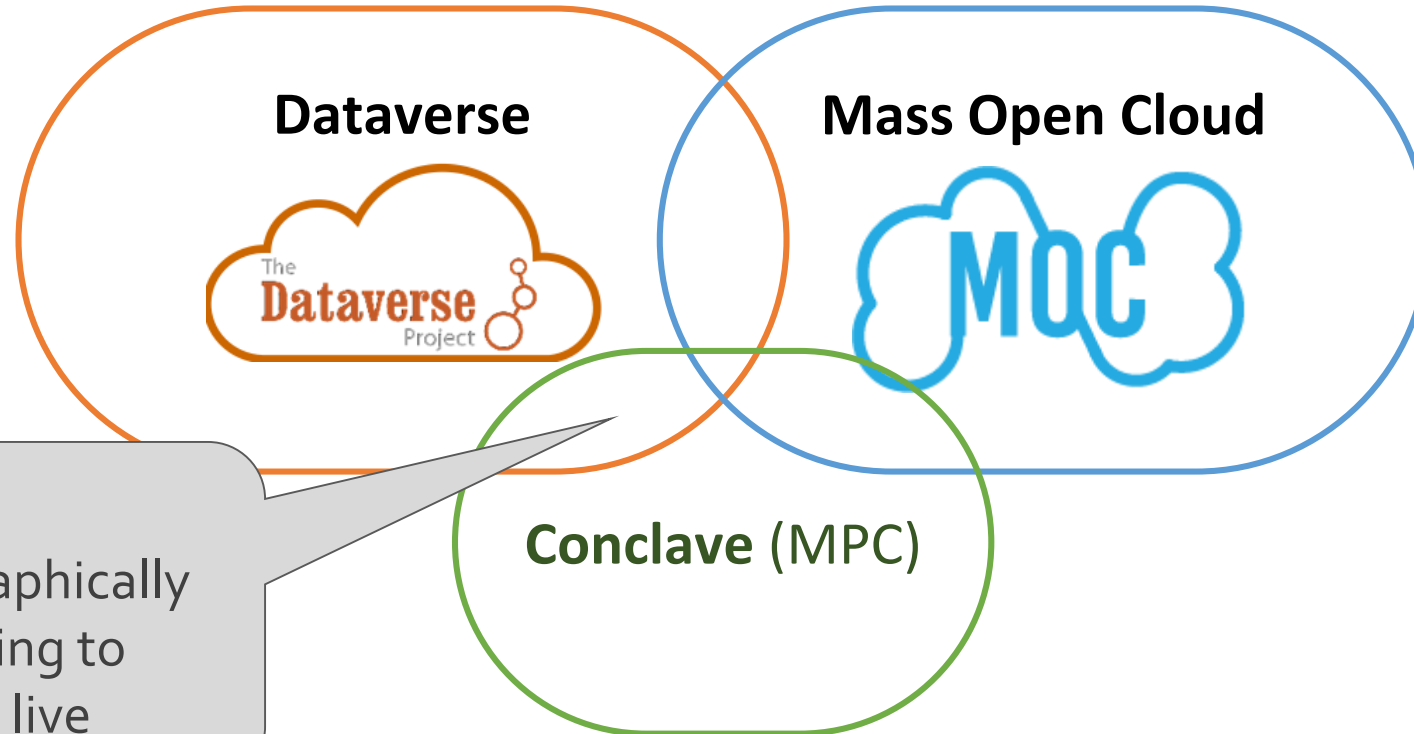 Dataverse
Mass Open Cloud
The
Dataverse
Project
MOC
Conclave (MPC)
aphically
ing to
live